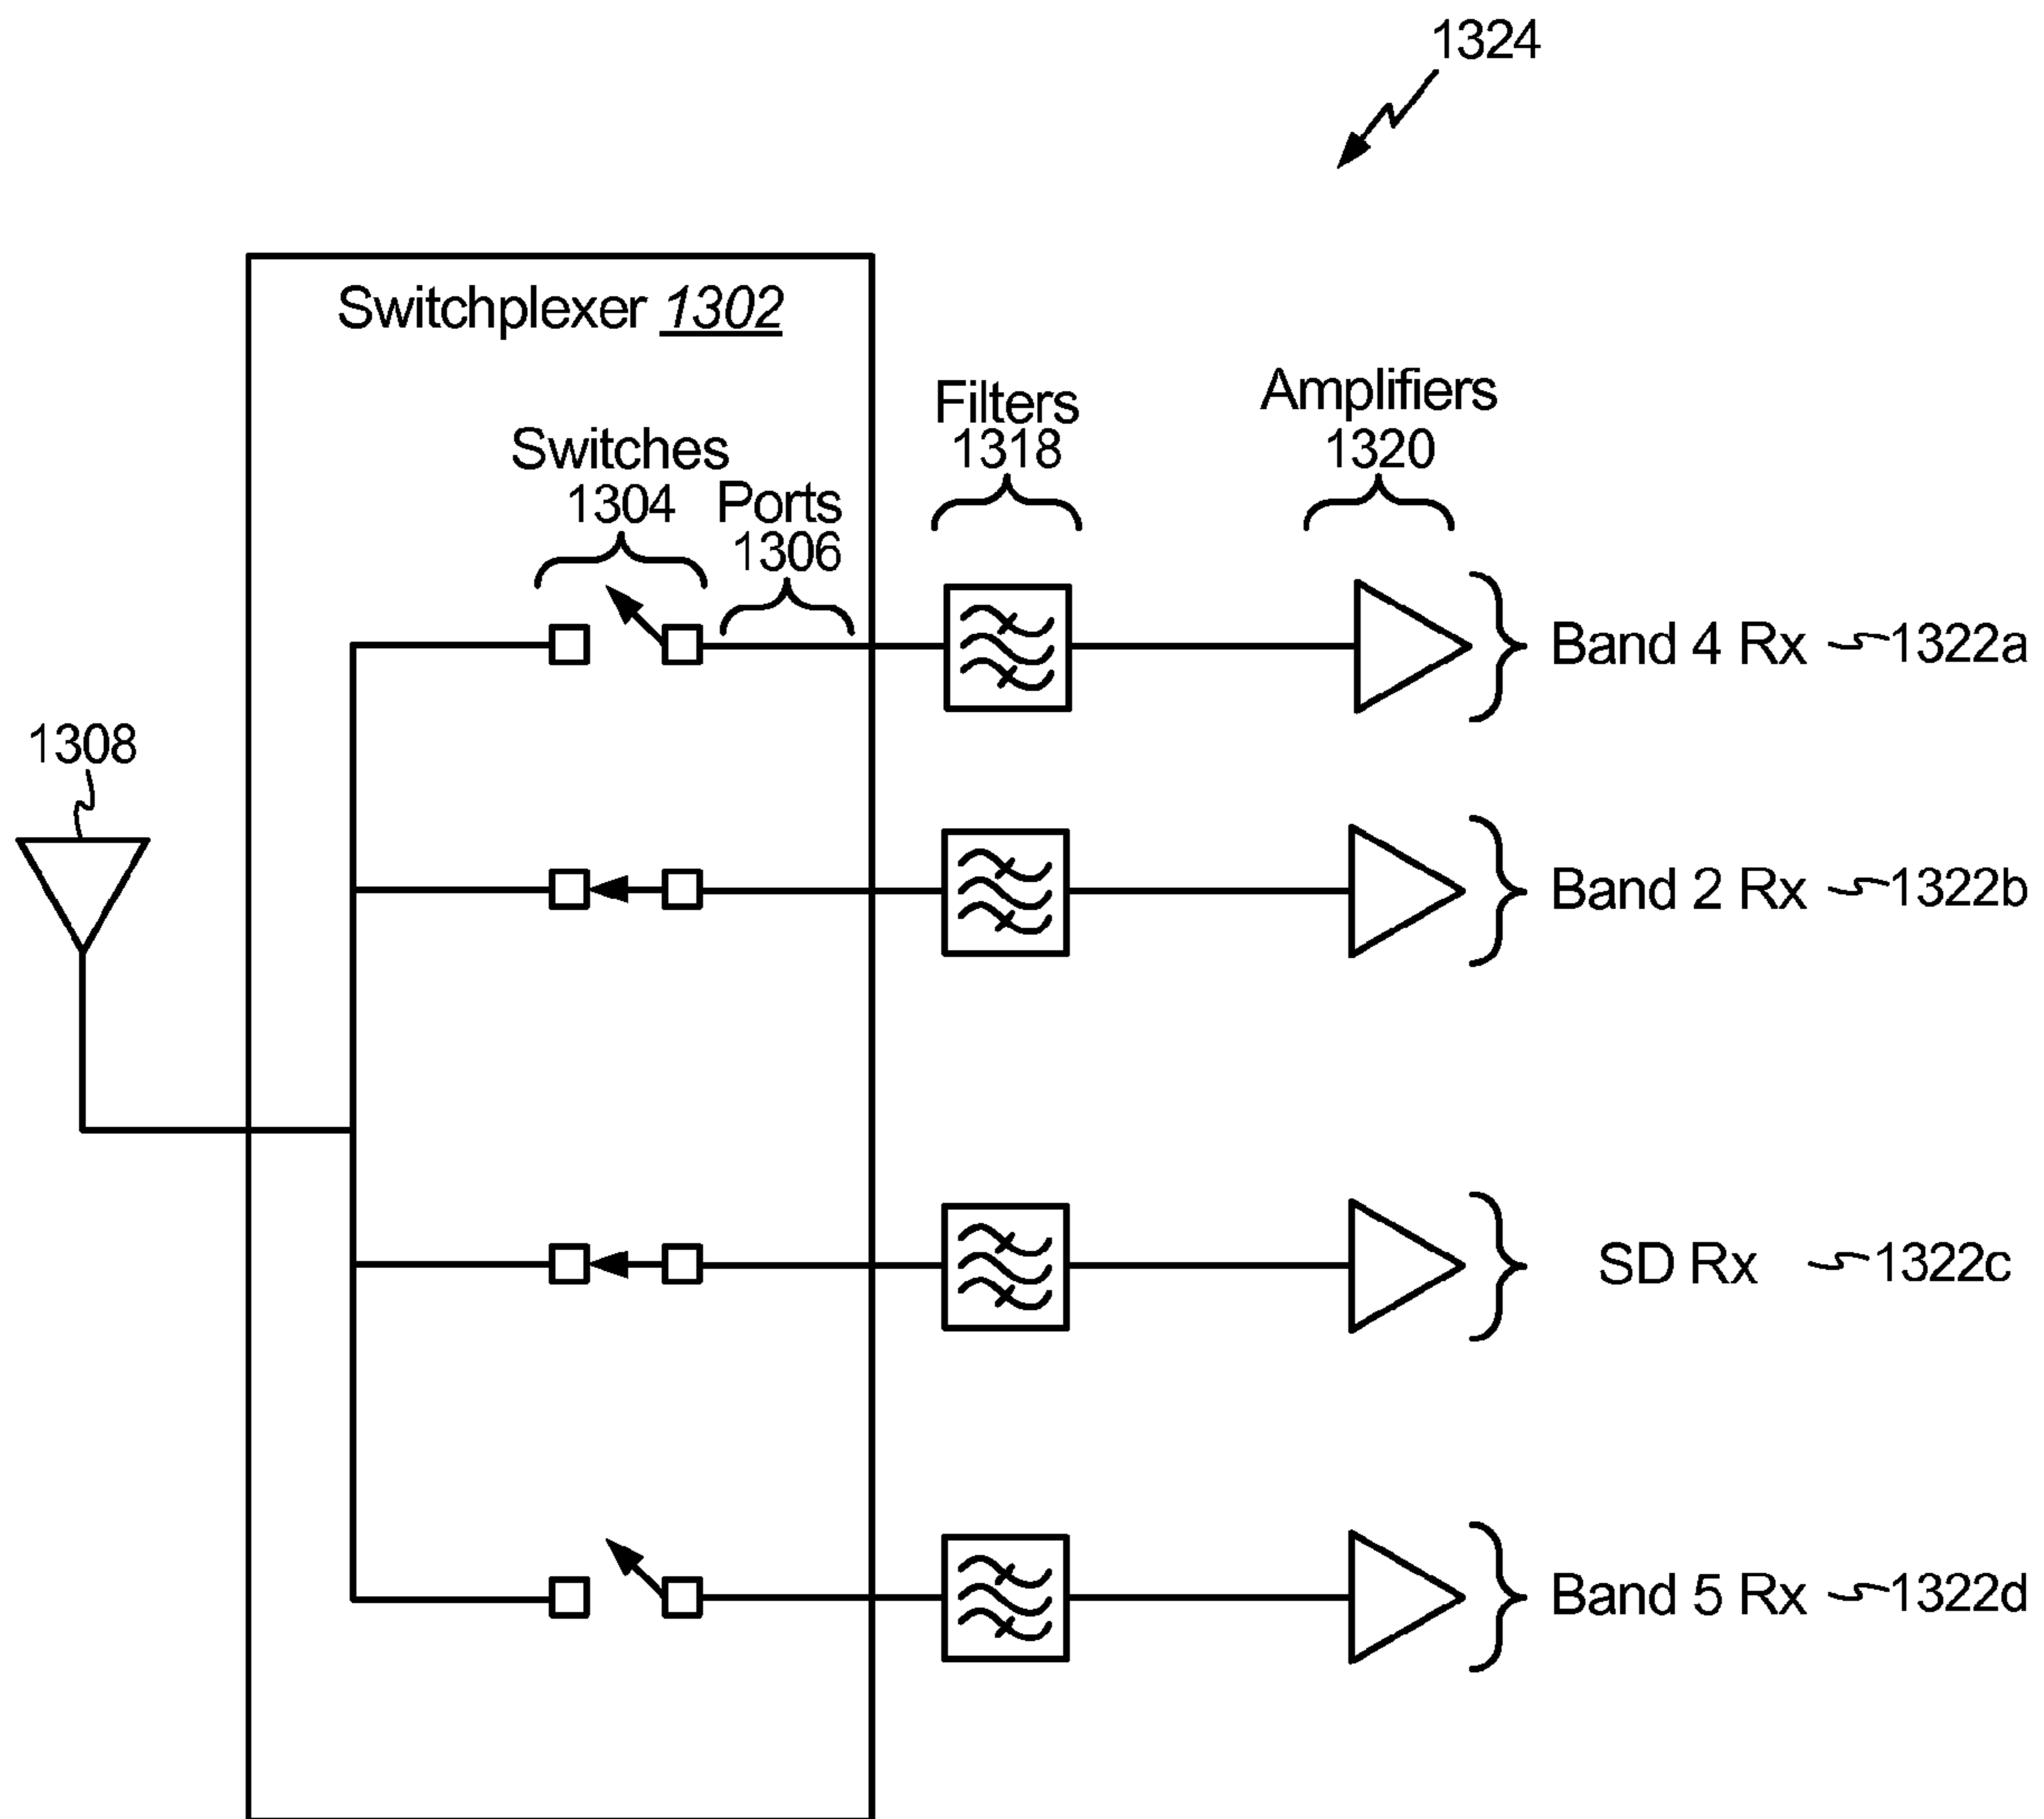 1324
Switchplexer 1302
Filters
1318
Amplifiers
1320
Switches
1304
Ports
1306
Band 4 Rx 1322a
1308
Band 2 Rx 1322b
SD Rx 1322c
Band 5 Rx 1322d